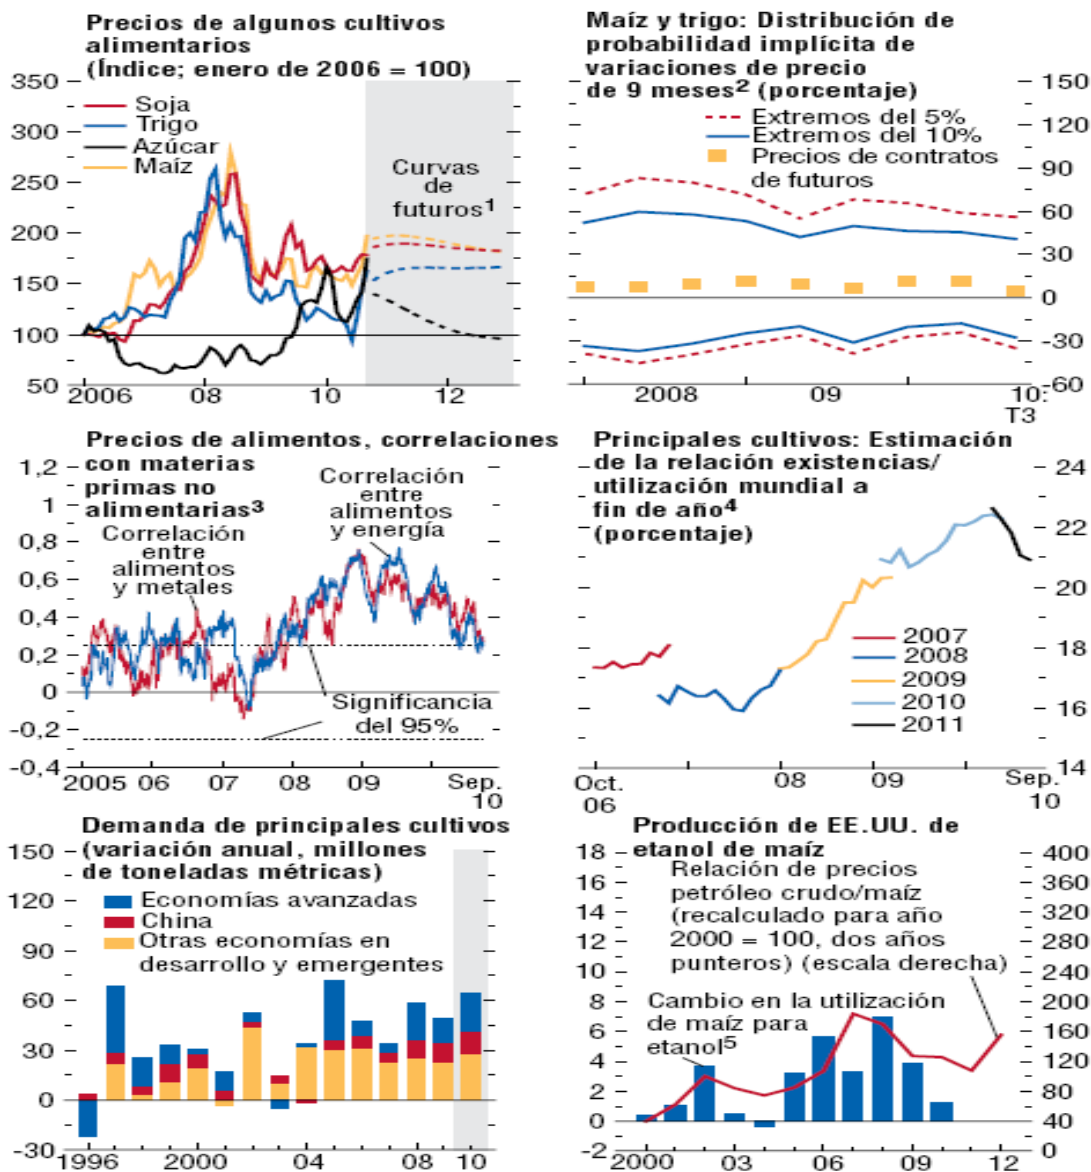 Precios de algunos cultivos
alimentarios
(Índice; enero de 2006 = 100)
350
300
250
200
150
100
50
Soja
Trigo
Azúcar
Maíz
Curvas
de
futuros1
2006 08 10 12
Maíz y trigo: Distribución de
probabilidad implícita de
variaciones de precio
de 9 meses2 (porcentaje)
Extremos del 5%
Extremos del 10%
Precios de contratos
de futuros
150
120
90
60
30
0
-30
-60
2008 09 10:
T3
Precios de alimentos, correlaciones
con materias
primas no
alimentarias3
1,2
1
0,8
0,6
0,4
0,2
0
-0,2
-0,4
Correlación
entre
alimentos
y energía
Correlación
entre
alimentos
y metales
Significancia
del 95%
2005 06 07 08 09 Sep.
10
Principales cultivos: Estimación
de la relación existencias/
utilización mundial a
fin de año4
(porcentaje)
24
22
20
18
16
14
2007
2008
2009
2010
2011
Oct. 08 09 Sep.
06 10
Demanda de principales cultivos
(variación anual, millones
de toneladas métricas)
150
120
90
60
30
0
-30
Economías avanzadas
China
Otras economías en
desarrollo y emergentes
1996 2000 04 08 10
Producción de EE.UU. de
etanol de maíz
18
16
14
12
10
8
6
4
2
0
-2
Relación de precios
petróleo crudo/maíz
(recalculado para año
2000 = 100, dos años
punteros) (escala derecha)
Cambio en la utilización
de maíz para
etanol5
400
360
320
280
240
200
160
120
80
40
0
2000 03 06 09 12